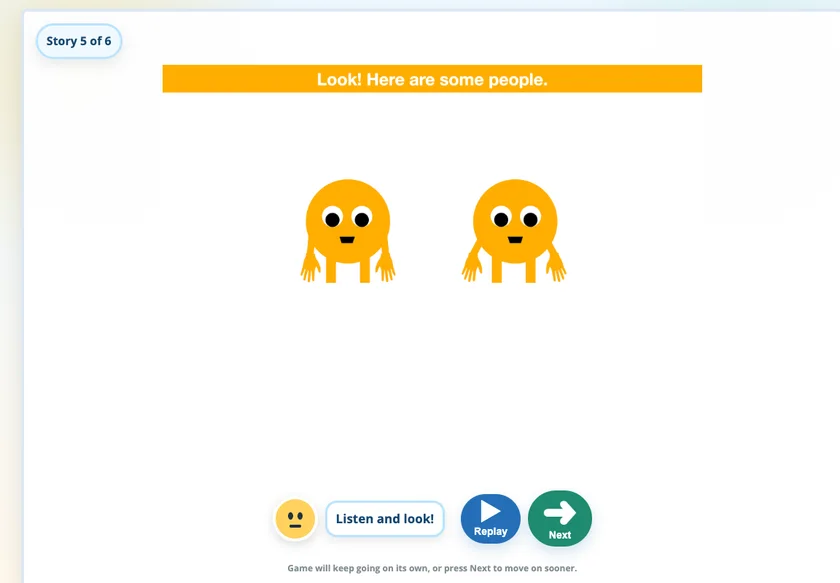 Story 5 of 6
Look! Here are some people.
Listen and look!
Replay
Next
Game will keep going on its own, or press Next to move on sooner.